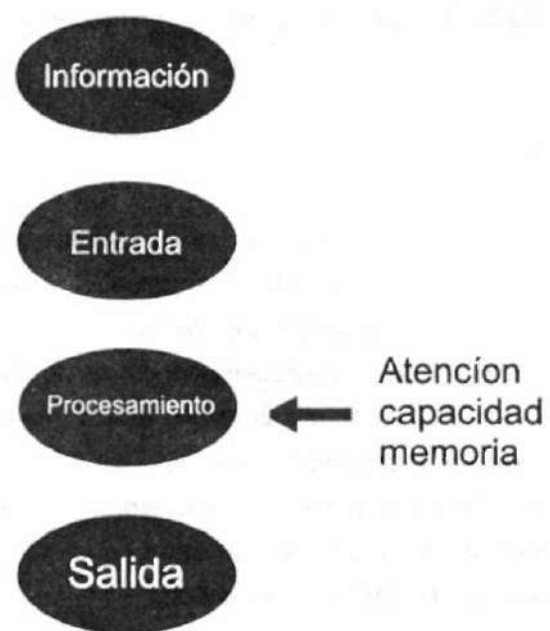 Información
Entrada
Procesamiento
Atencíon
capacidad
memoria
Salida